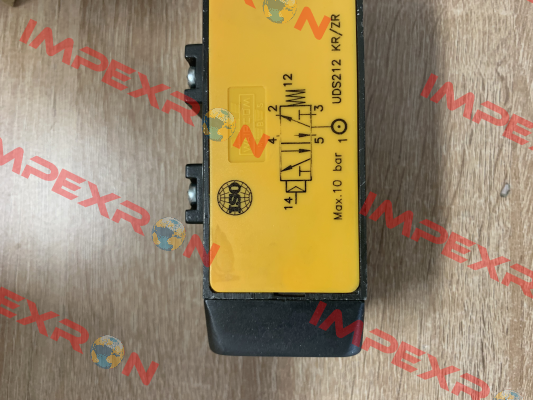 UDS212 KR/ZR
Max. 10 bar
1
12
2
3
4
5
14
ISO
IMPEXRON
IMPEXRON
IMPEXRON
IMPEXRON
IMPEXRON